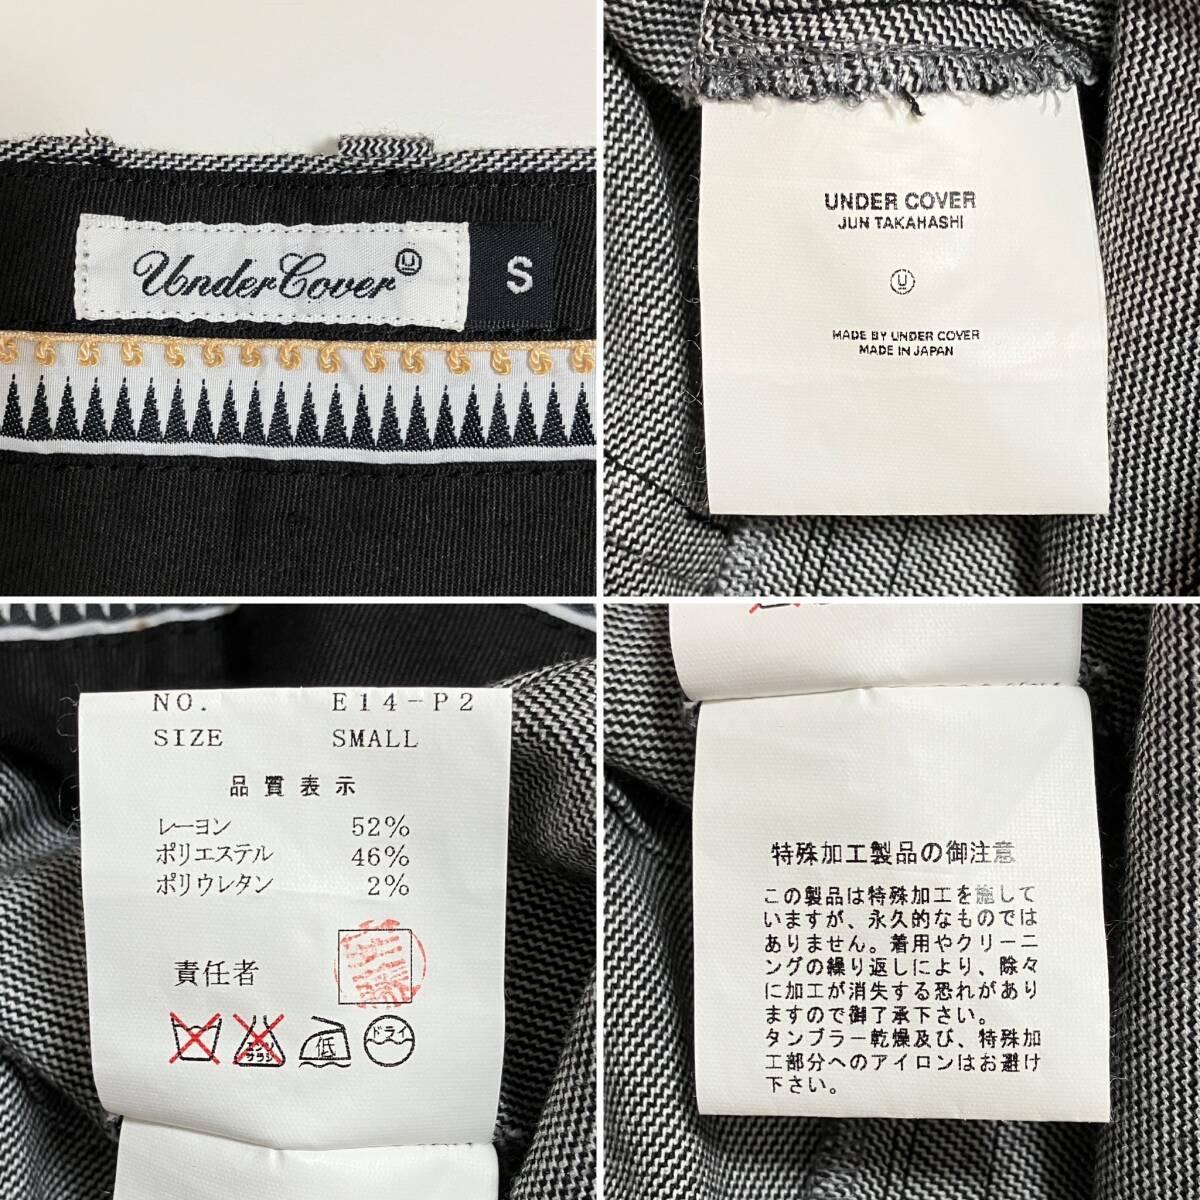 UnderCover
S
UNDER COVER
JUN TAKAHASHI
MADE BY UNDER COVER
MADE IN JAPAN
NO. E14-P2
SIZE SMALL
品質表示
レーヨン 52%
ポリエステル 46%
ポリウレタン 2%
責任者
エンソ
サラシ
低
ドライ
特殊加工製品の御注意
この製品は特殊加工を施して
いますが、永久的なものでは
ありません。着用やクリーニ
ングの繰り返しにより、除々
に加工が消失する恐れがあり
ますので御了承下さい。
タンブラー乾燥及び、特殊加
工部分へのアイロンはお避け
下さい。